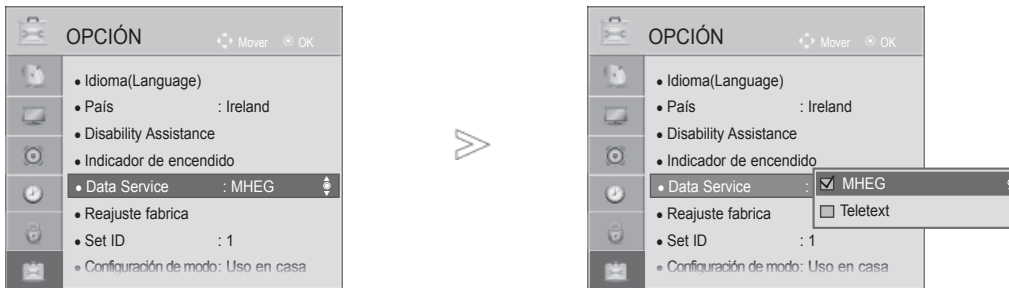 OPCIÓN Mover OK
• Idioma(Language)
• País : Ireland
• Disability Assistance
• Indicador de encendido
• Data Service : MHEG
• Reajuste fabrica
• Set ID : 1
• Configuración de modo: Uso en casa
>
OPCIÓN Mover OK
• Idioma(Language)
• País : Ireland
• Disability Assistance
• Indicador de encendido
• Data Service :
MHEG
Teletext
• Reajuste fabrica
• Set ID : 1
• Configuración de modo: Uso en casa